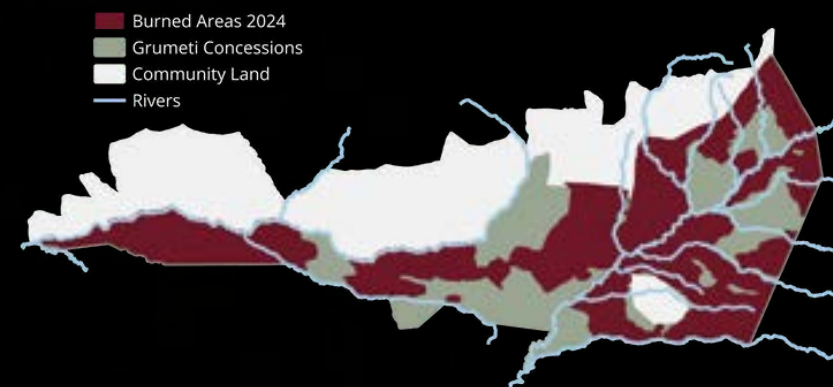 Burned Areas 2024
Grumeti Concessions
Community Land
Rivers